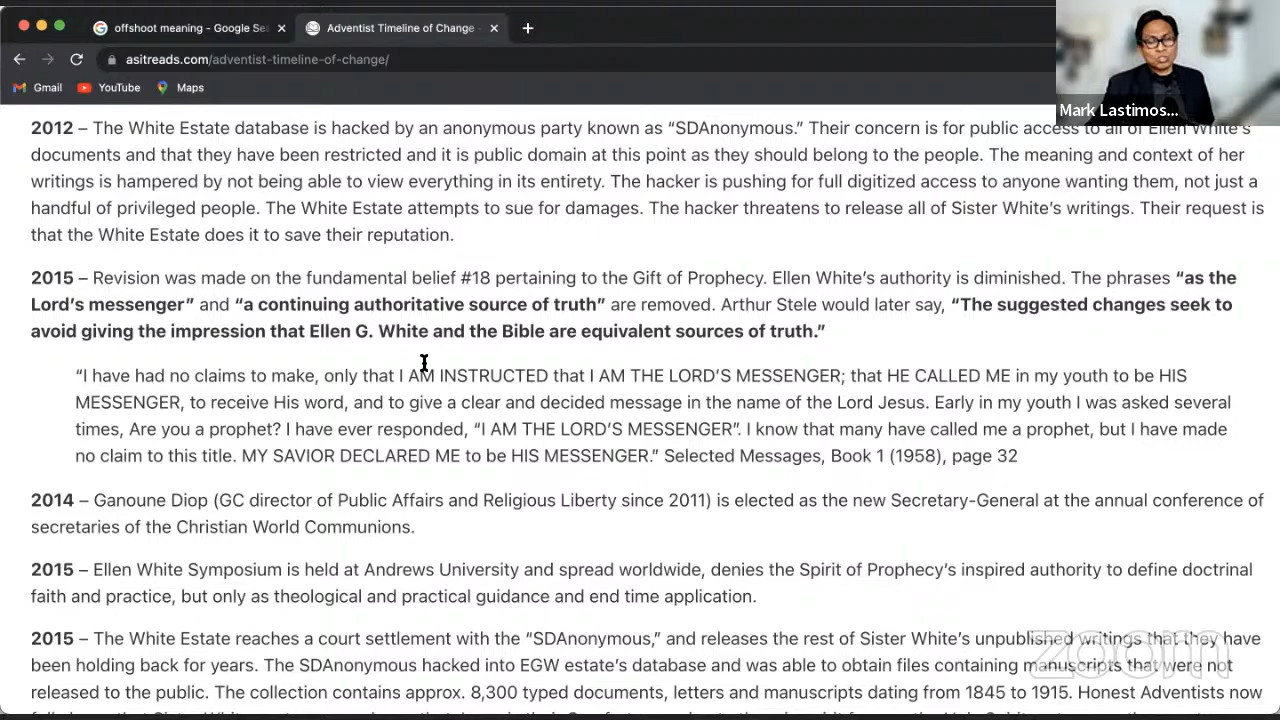 offshoot meaning - Google Se
Adventist Timeline of Change -
asitreads.com/adventist-timeline-of-change/
Gmail YouTube Maps
Mark Lastimos...
2012 – The White Estate database is hacked by an anonymous party known as “SDAnonymous.” Their concern is for public access to all of Ellen White’s
documents and that they have been restricted and it is public domain at this point as they should belong to the people. The meaning and context of her
writings is hampered by not being able to view everything in its entirety. The hacker is pushing for full digitized access to anyone wanting them, not just a
handful of privileged people. The White Estate attempts to sue for damages. The hacker threatens to release all of Sister White’s writings. Their request is
that the White Estate does it to save their reputation.
2015 – Revision was made on the fundamental belief #18 pertaining to the Gift of Prophecy. Ellen White’s authority is diminished. The phrases “as the
Lord’s messenger” and “a continuing authoritative source of truth” are removed. Arthur Stele would later say, “The suggested changes seek to
avoid giving the impression that Ellen G. White and the Bible are equivalent sources of truth.”
“I have had no claims to make, only that I AM INSTRUCTED that I AM THE LORD’S MESSENGER; that HE CALLED ME in my youth to be HIS
MESSENGER, to receive His word, and to give a clear and decided message in the name of the Lord Jesus. Early in my youth I was asked several
times, Are you a prophet? I have ever responded, “I AM THE LORD’S MESSENGER”. I know that many have called me a prophet, but I have made
no claim to this title. MY SAVIOR DECLARED ME to be HIS MESSENGER.” Selected Messages, Book 1 (1958), page 32
2014 – Ganoune Diop (GC director of Public Affairs and Religious Liberty since 2011) is elected as the new Secretary-General at the annual conference of
secretaries of the Christian World Communions.
2015 – Ellen White Symposium is held at Andrews University and spread worldwide, denies the Spirit of Prophecy’s inspired authority to define doctrinal
faith and practice, but only as theological and practical guidance and end time application.
2015 – The White Estate reaches a court settlement with the “SDAnonymous,” and releases the rest of Sister White’s unpublished writings that they have
been holding back for years. The SDAnonymous hacked into EGW estate’s database and was able to obtain files containing manuscripts that were not
released to the public. The collection contains approx. 8,300 typed documents, letters and manuscripts dating from 1845 to 1915. Honest Adventists now
zoom